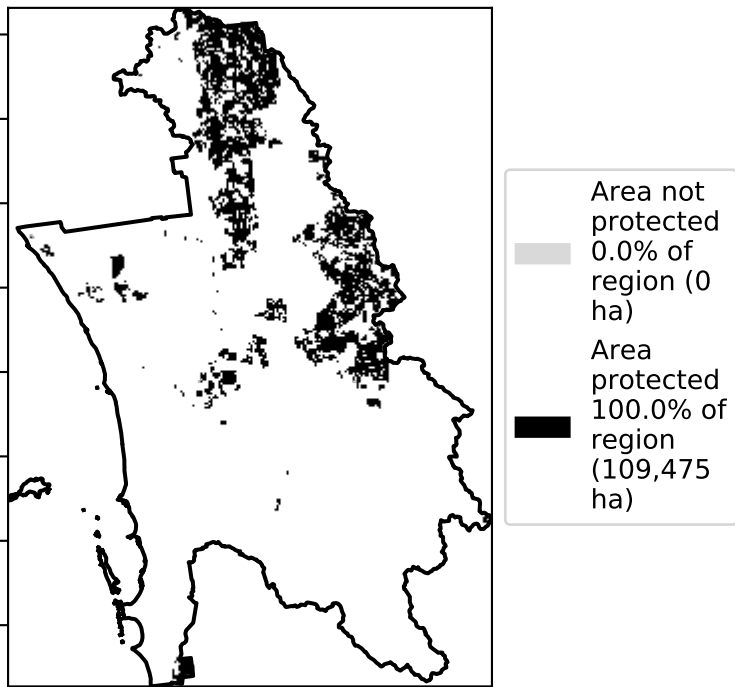 Area not
protected
0.0% of
region (0
ha)
Area
protected
100.0% of
region
(109,475
ha)